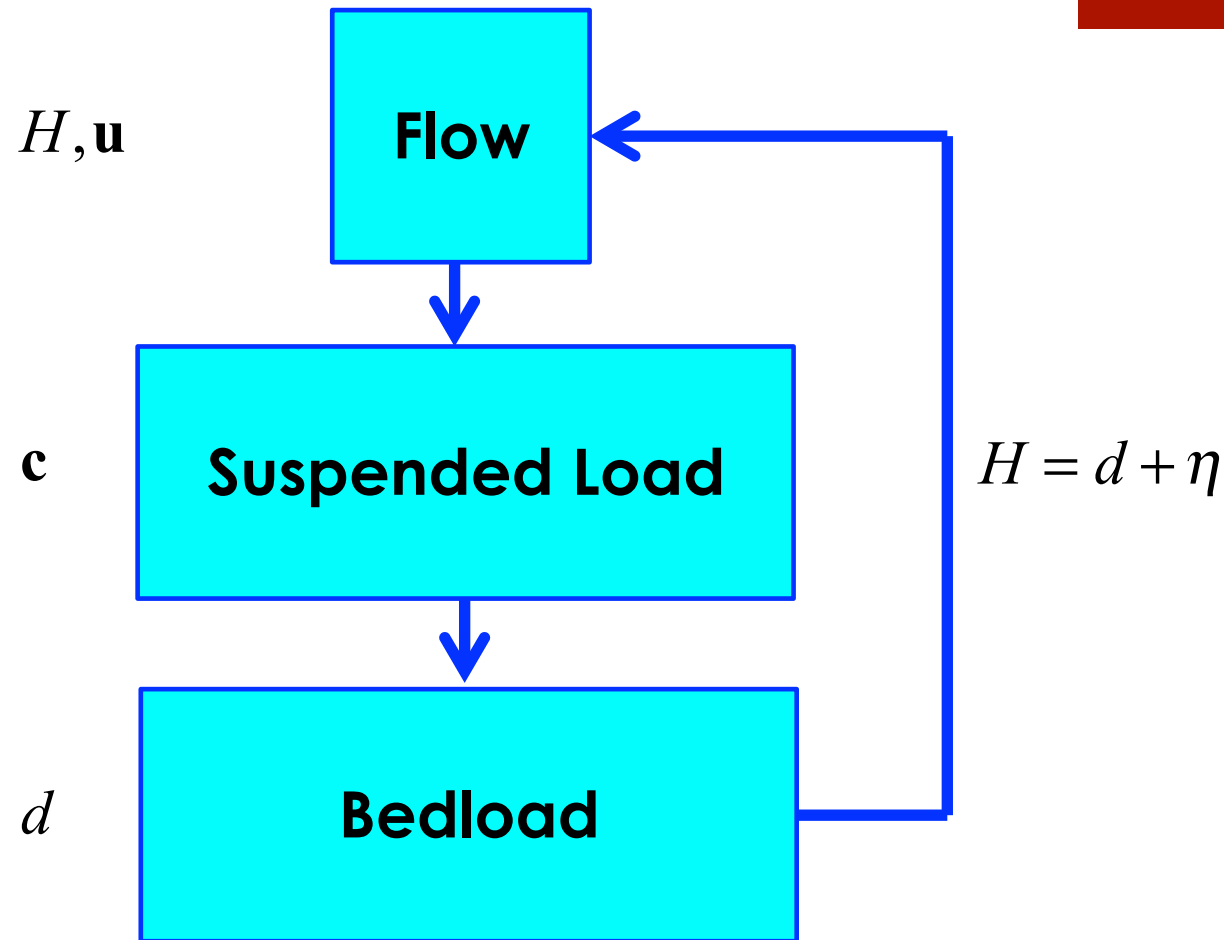 H, u
Flow
c
Suspended Load
H = d + η
d
Bedload